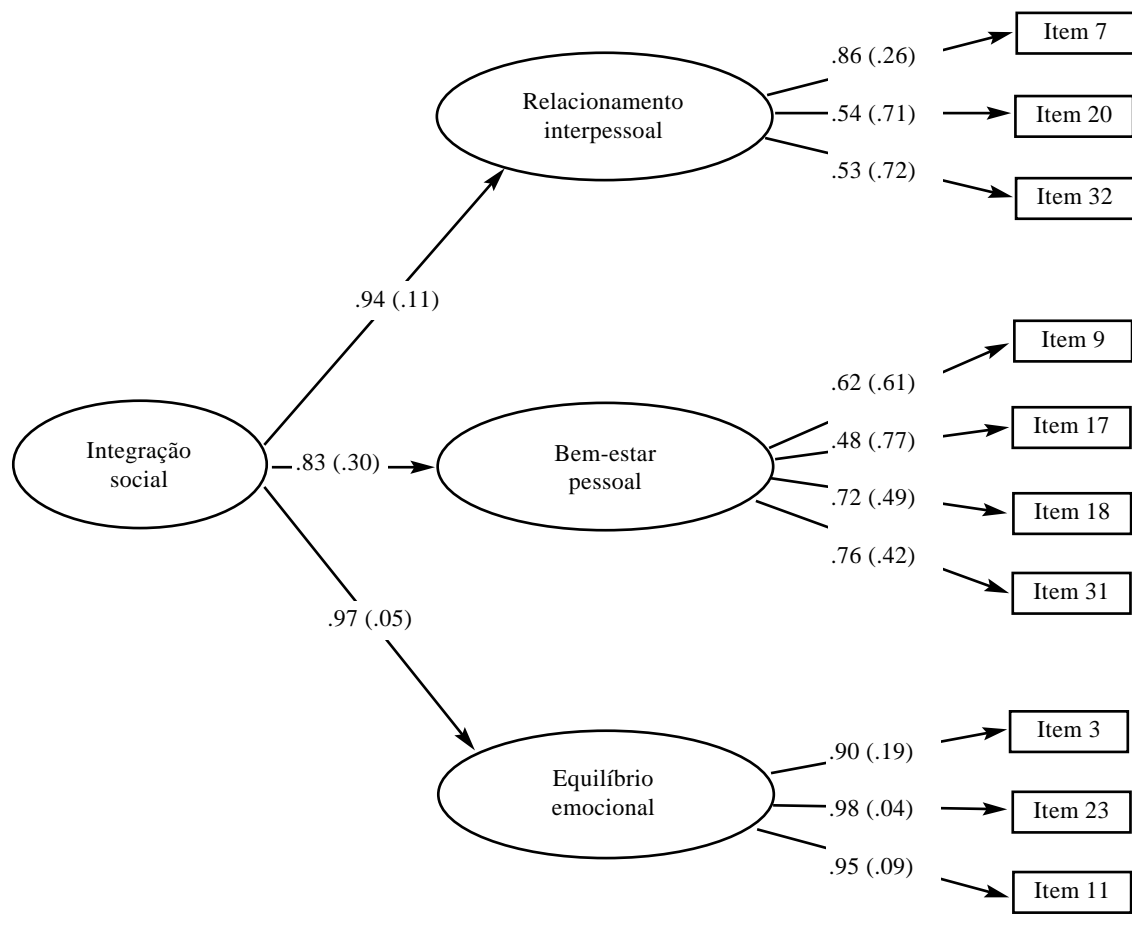 Item 7
.86 (.26)
Relacionamento
interpessoal
.54 (.71)
Item 20
.53 (.72)
Item 32
.94 (.11)
Item 9
.62 (.61)
Item 17
.48 (.77)
Integração
social
.83 (.30)
Bem-estar
pessoal
.72 (.49)
Item 18
.76 (.42)
Item 31
.97 (.05)
Item 3
.90 (.19)
Equilíbrio
emocional
.98 (.04)
Item 23
.95 (.09)
Item 11